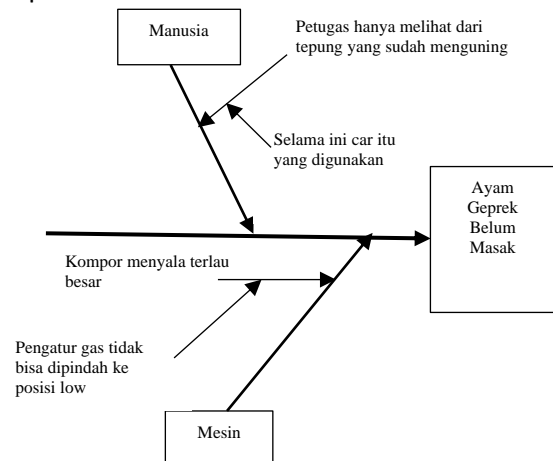 Manusia
Petugas hanya melihat dari
tepung yang sudah menguning
Selama ini car itu
yang digunakan
Ayam
Geprek
Belum
Masak
Kompor menyala terlau
besar
Pengatur gas tidak
bisa dipindah ke
posisi low
Mesin